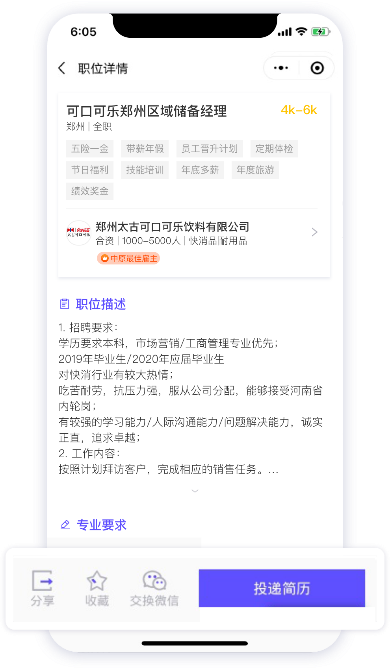 6:05
职位详情
可口可乐郑州区域储备经理 4k-6k
郑州 | 全职
五险一金 带薪年假 员工晋升计划 定期体检
节日福利 技能培训 年底多薪 年度旅游
绩效奖金
郑州太古可口可乐饮料有限公司
合资 | 1000-5000人 | 快消品|耐用品
中原最佳雇主
职位描述
1. 招聘要求：
学历要求本科，市场营销/工商管理专业优先；
2019年毕业生/2020年应届毕业生
对快消行业有较大热情；
吃苦耐劳，抗压力强，服从公司分配，能够接受河南省
内轮岗；
有较强的学习能力/人际沟通能力/问题解决能力，诚实
正直，追求卓越；
2. 工作内容：
按照计划拜访客户，完成相应的销售任务。...
专业要求
分享 收藏 交换微信 投递简历